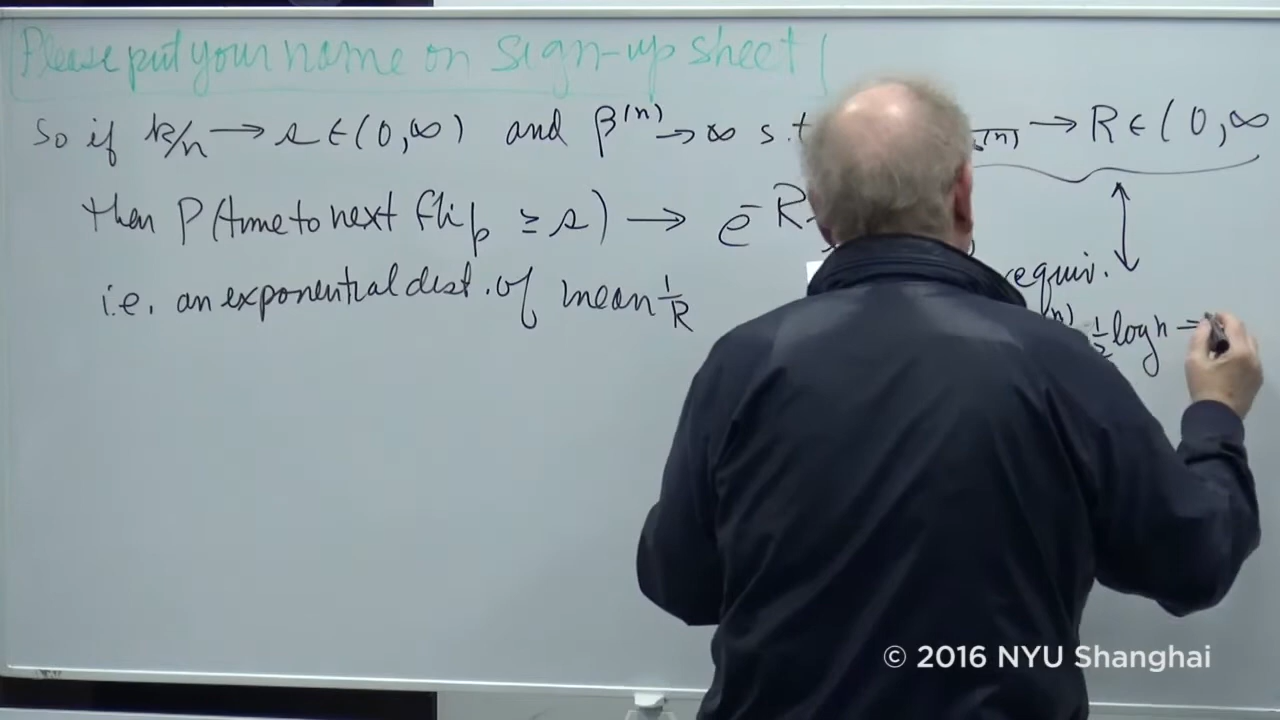 Please put your name on sign-up sheet
So if k/n → s ∈ (0, ∞) and β^(n) → ∞ s.t → R ∈ (0, ∞
then P(time to next flip ≥ s) → e^-R
requiv.
i.e. an exponential dist. of mean 1/R
(n) 1/2 log n
© 2016 NYU Shanghai